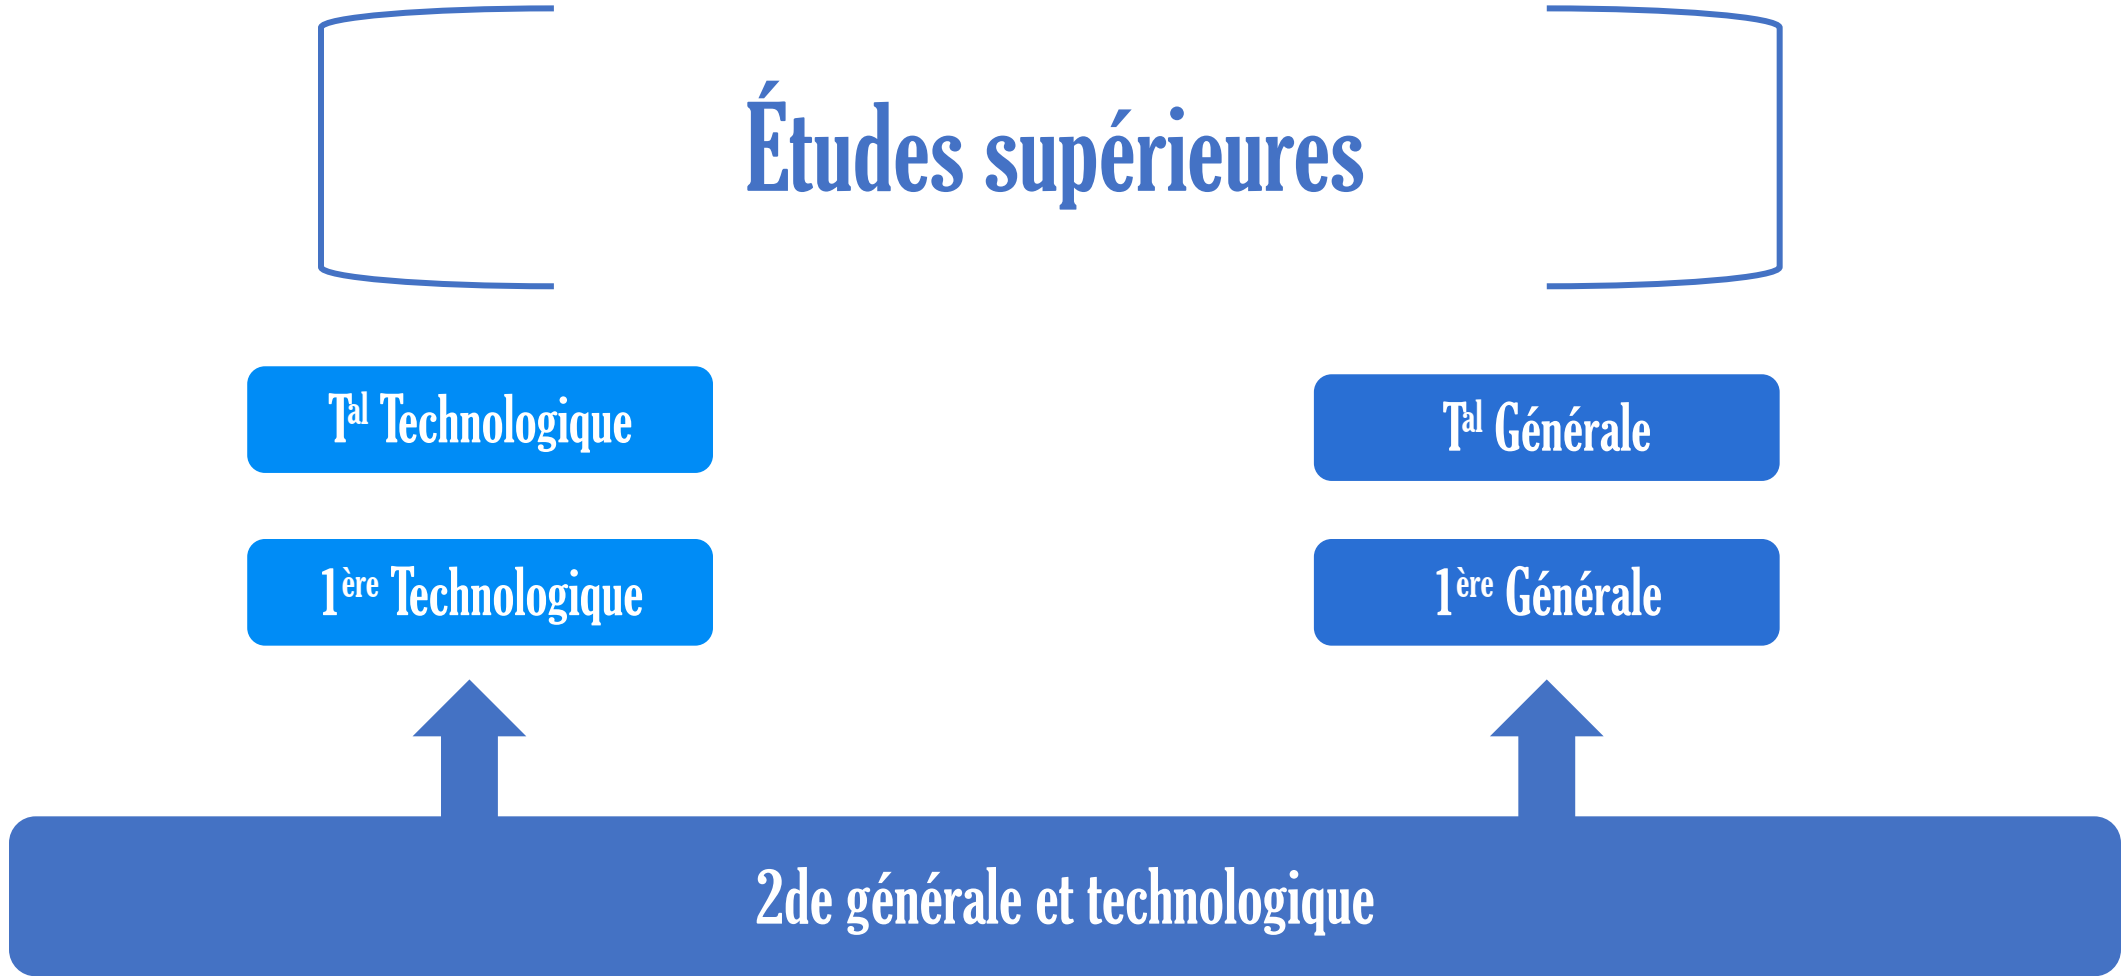 Études supérieures
Tal Technologique
Tal Générale
1ère Technologique
1ère Générale
2de générale et technologique